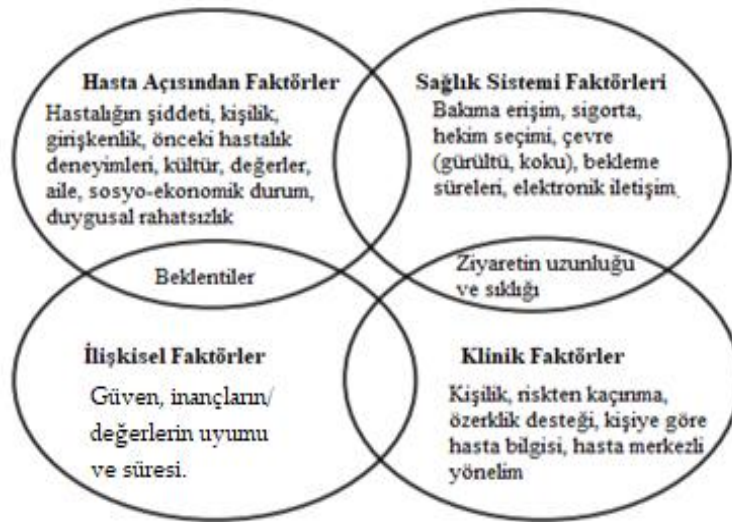 Hasta Açısından Faktörler
Hastalığın şiddeti, kişilik,
girişkenlik, önceki hastalık
deneyimleri, kültür, değerler,
aile, sosyo-ekonomik durum,
duygusal rahatsızlık
Sağlık Sistemi Faktörleri
Bakıma erişim, sigorta,
hekim seçimi, çevre
(gürültü, koku), bekleme
süreleri, elektronik iletişim.
Beklentiler
Ziyaretin uzunluğu
ve sıklığı
İlişkisel Faktörler
Güven, inançların/
değerlerin uyumu
ve süresi.
Klinik Faktörler
Kişilik, riskten kaçınma,
özerklik desteği, kişiye göre
hasta bilgisi, hasta merkezli
yönelim